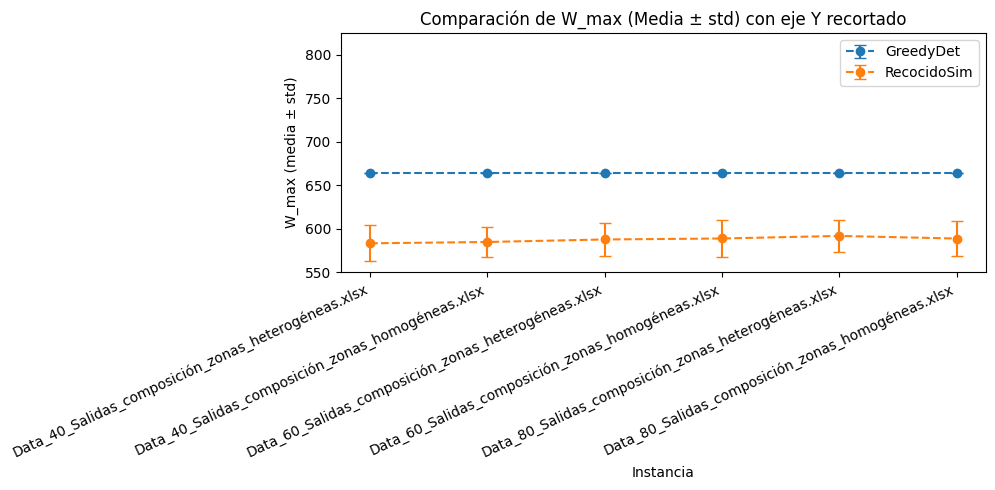 Comparación de W_max (Media ± std) con eje Y recortado
GreedyDet
RecocidoSim
W_max (media ± std)
800
750
700
650
600
550
Data_40_Salidas_composición_zonas_heterogéneas.xlsx
Data_40_Salidas_composición_zonas_homogéneas.xlsx
Data_60_Salidas_composición_zonas_heterogéneas.xlsx
Data_60_Salidas_composición_zonas_homogéneas.xlsx
Data_80_Salidas_composición_zonas_heterogéneas.xlsx
Data_80_Salidas_composición_zonas_homogéneas.xlsx
Instancia